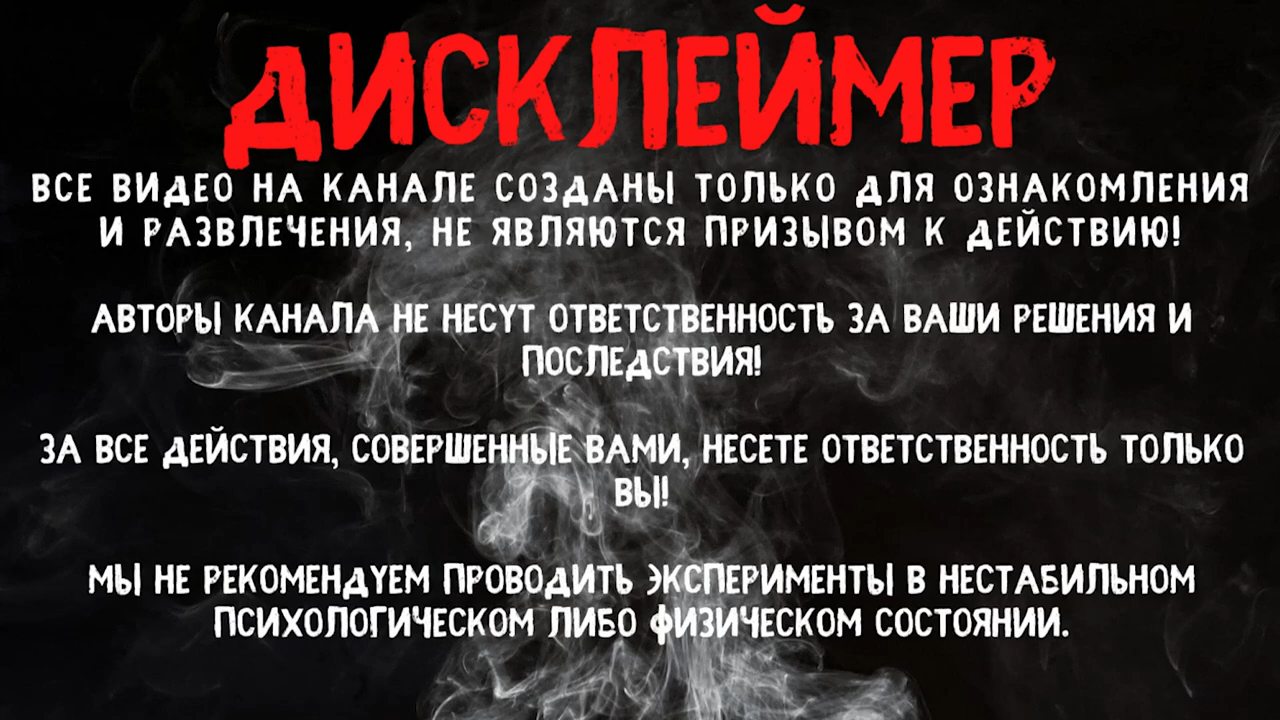 ДИСКЛЕЙМЕР
ВСЕ ВИДЕО НА КАНАЛЕ СОЗДАНЫ ТОЛЬКО ДЛЯ ОЗНАКОМЛЕНИЯ
И РАЗВЛЕЧЕНИЯ, НЕ ЯВЛЯЮТСЯ ПРИЗЫВОМ К ДЕЙСТВИЮ!
АВТОРЫ КАНАЛА НЕ НЕСУТ ОТВЕТСТВЕННОСТЬ ЗА ВАШИ РЕШЕНИЯ И
ПОСЛЕДСТВИЯ!
ЗА ВСЕ ДЕЙСТВИЯ, СОВЕРШЕННЫЕ ВАМИ, НЕСЕТЕ ОТВЕТСТВЕННОСТЬ ТОЛЬКО
ВЫ!
МЫ НЕ РЕКОМЕНДУЕМ ПРОВОДИТЬ ЭКСПЕРИМЕНТЫ В НЕСТАБИЛЬНОМ
ПСИХОЛОГИЧЕСКОМ ЛИБО ФИЗИЧЕСКОМ СОСТОЯНИИ.